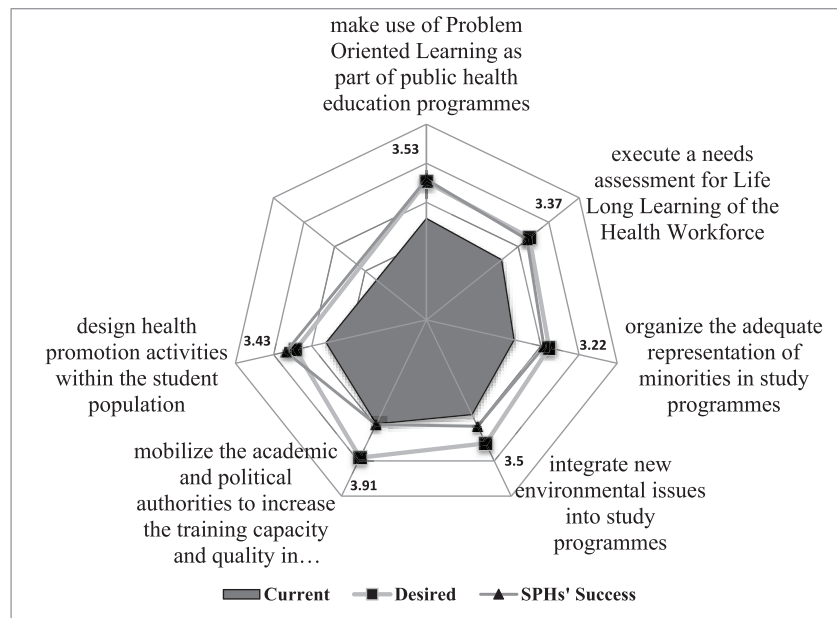 make use of Problem
Oriented Learning as
part of public health
education programmes
3.53
execute a needs
assessment for Life
Long Learning of the
Health Workforce
3.37
organize the adequate
representation of
minorities in study
programmes
3.22
integrate new
environmental issues
into study
programmes
3.5
mobilize the academic
and political
authorities to increase
the training capacity
and quality in…
3.91
design health
promotion activities
within the student
population
3.43
Current Desired SPHs' Success